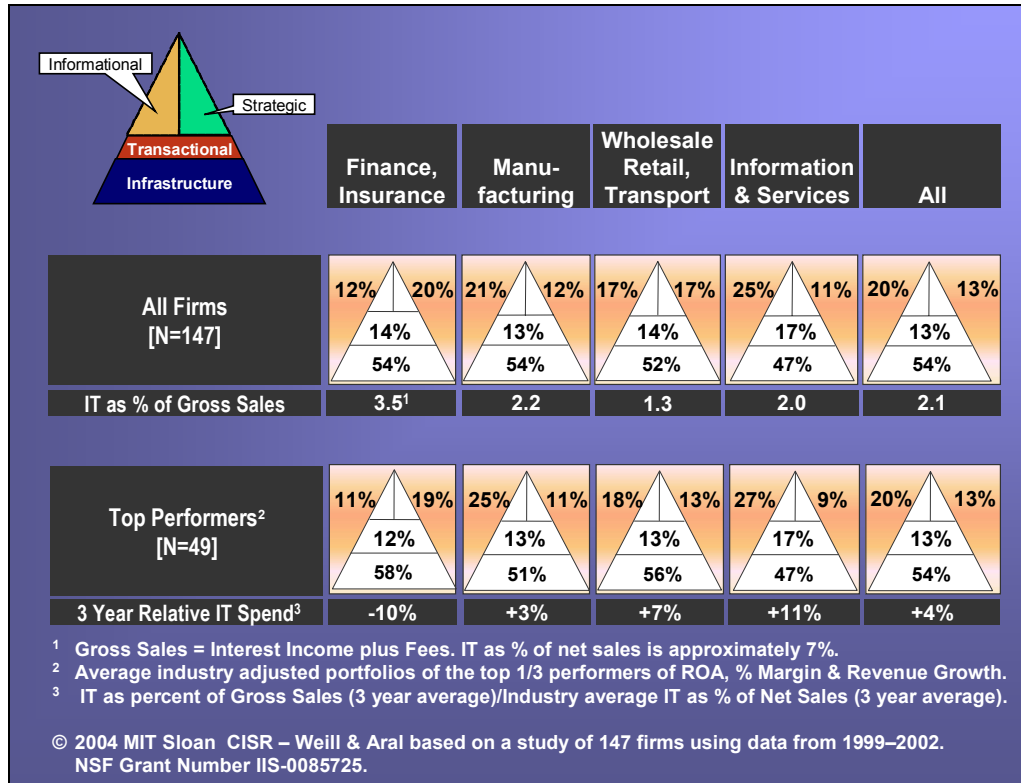 Informational
Strategic
Transactional
Infrastructure
Finance,
Insurance
Manu-
facturing
Wholesale
Retail,
Transport
Information
& Services
All
All Firms
[N=147]
12% 20% 21% 12% 17% 17% 25% 11% 20% 13%
14% 13% 14% 17% 13%
54% 54% 52% 47% 54%
IT as % of Gross Sales 3.5¹ 2.2 1.3 2.0 2.1
Top Performers²
[N=49]
11% 19% 25% 11% 18% 13% 27% 9% 20% 13%
12% 13% 13% 17% 13%
58% 51% 56% 47% 54%
3 Year Relative IT Spend³ -10% +3% +7% +11% +4%
¹ Gross Sales = Interest Income plus Fees. IT as % of net sales is approximately 7%.
² Average industry adjusted portfolios of the top 1/3 performers of ROA, % Margin & Revenue Growth.
³ IT as percent of Gross Sales (3 year average)/Industry average IT as % of Net Sales (3 year average).
© 2004 MIT Sloan CISR – Weill & Aral based on a study of 147 firms using data from 1999–2002.
NSF Grant Number IIS-0085725.